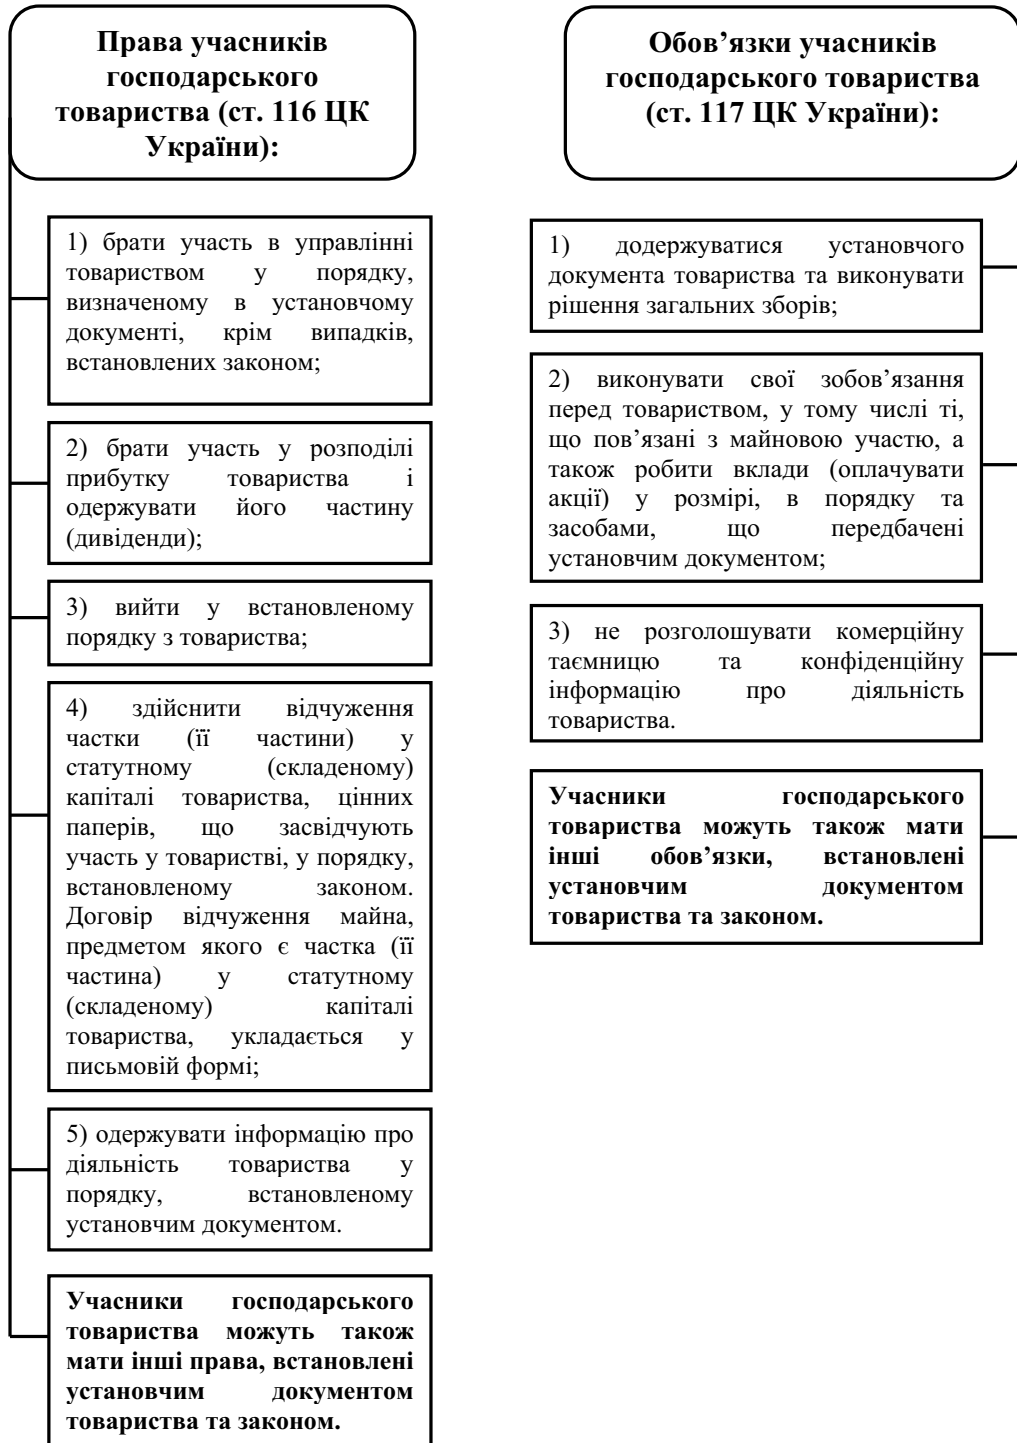 Права учасників
господарського
товариства (ст. 116 ЦК
України):
1) брати участь в управлінні
товариством у порядку,
визначеному в установчому
документі, крім випадків,
встановлених законом;
2) брати участь у розподілі
прибутку товариства і
одержувати його частину
(дивіденди);
3) вийти у встановленому
порядку з товариства;
4) здійснити відчуження
частки (її частини) у
статутному (складеному)
капіталі товариства, цінних
паперів, що засвідчують
участь у товаристві, у порядку,
встановленому законом.
Договір відчуження майна,
предметом якого є частка (її
частина) у статутному
(складеному) капіталі
товариства, укладається у
письмовій формі;
5) одержувати інформацію про
діяльність товариства у
порядку, встановленому
установчим документом.
Учасники господарського
товариства можуть також
мати інші права, встановлені
установчим документом
товариства та законом.
Обов’язки учасників
господарського товариства
(ст. 117 ЦК України):
1) додержуватися установчого
документа товариства та виконувати
рішення загальних зборів;
2) виконувати свої зобов’язання
перед товариством, у тому числі ті,
що пов’язані з майновою участю, а
також робити вклади (оплачувати
акції) у розмірі, в порядку та
засобами, що передбачені
установчим документом;
3) не розголошувати комерційну
таємницю та конфіденційну
інформацію про діяльність
товариства.
Учасники господарського
товариства можуть також мати
інші обов’язки, встановлені
установчим документом
товариства та законом.